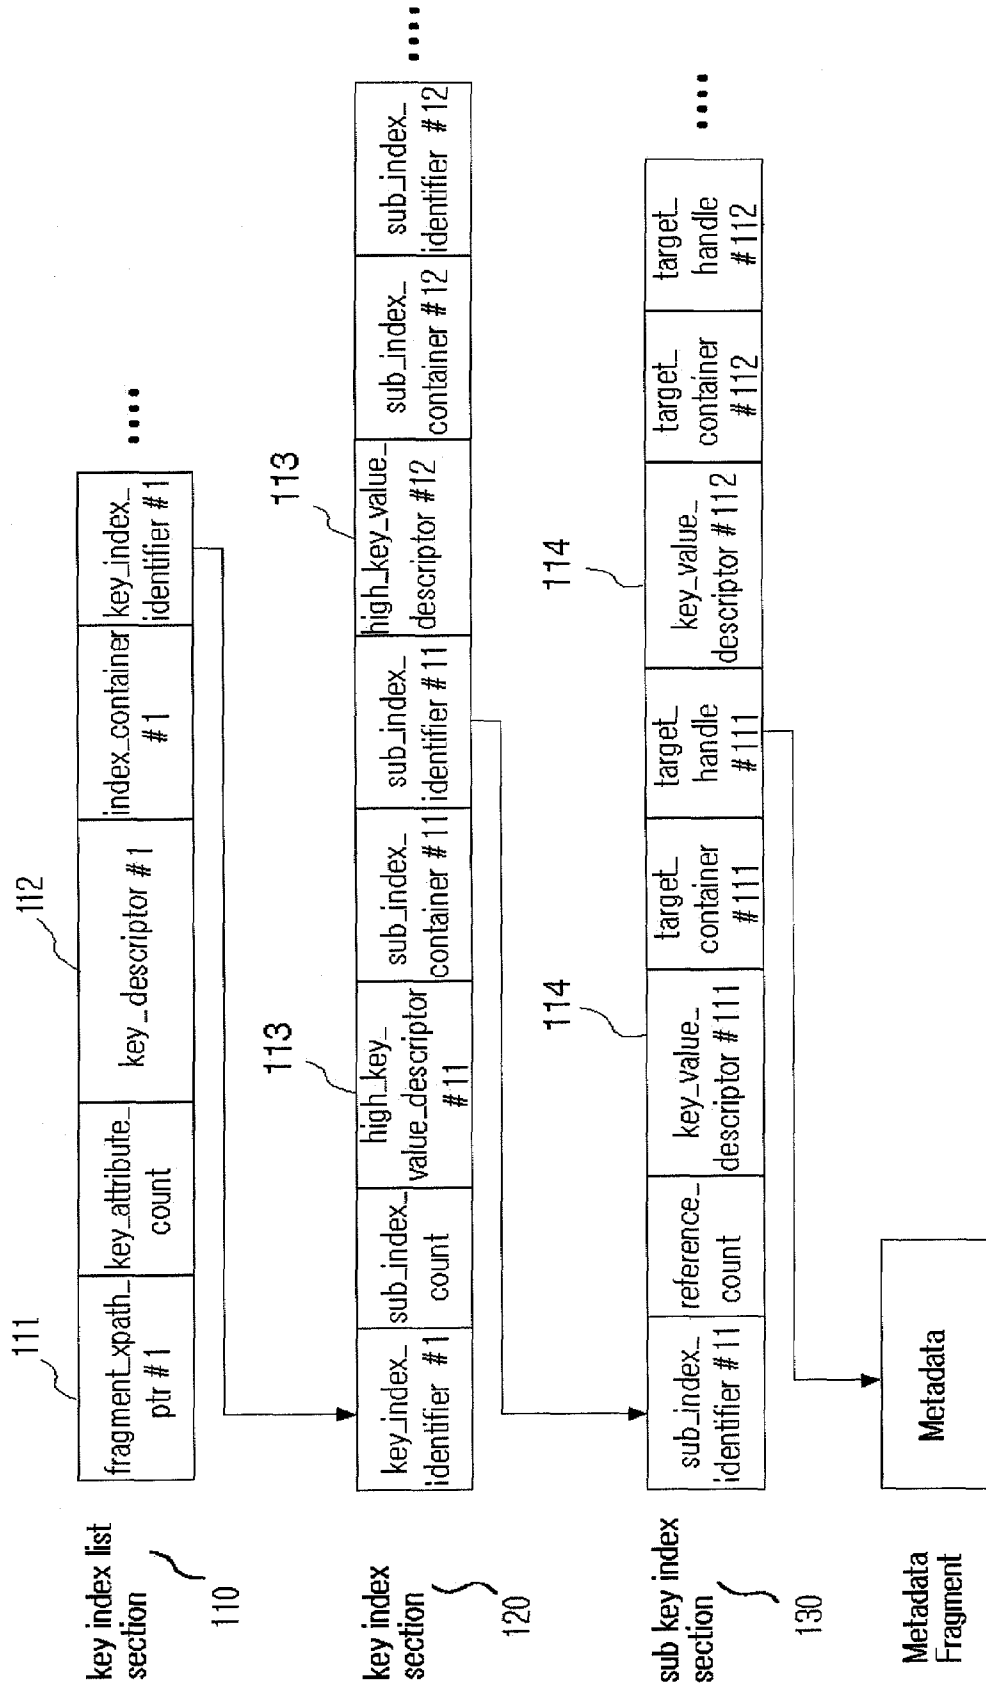 key index list
section
110
111
fragment_xpath_
ptr # 1
key_attribute_
count
112
key_descriptor # 1
index_container
#1
key_index_
identifier # 1
....
key index
section
120
key_index_
identifier # 1
sub_index_
count
113
high_key_
value_descriptor
# 11
sub_index_
container # 11
sub_index_
identifier # 11
113
high_key_value_
descriptor #12
sub_index_
container # 12
sub_index_
identifier # 12
....
sub key index
section
130
sub_index_
identifier # 11
reference_
count
114
key_value_
descriptor # 111
target_
container
# 111
target_
handle
# 111
114
key_value_
descriptor # 112
target_
container
#112
target_
handle
# 112
....
Metadata
Fragment
Metadata